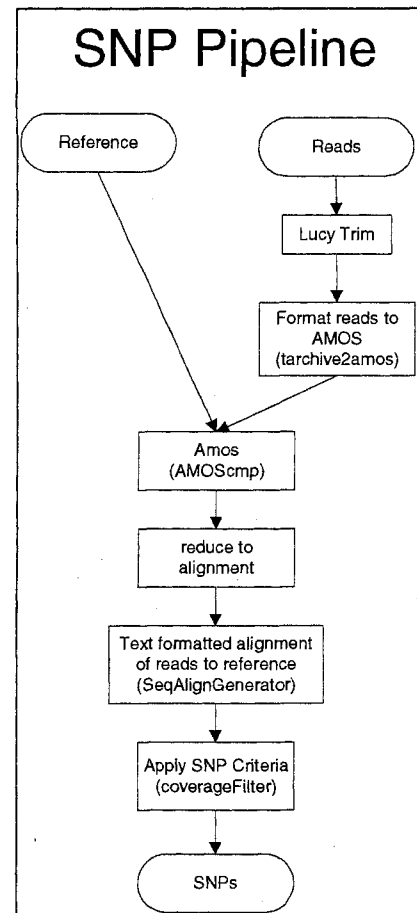 SNP Pipeline
Reference
Reads
Lucy Trim
Format reads to
AMOS
(tarchive2amos)
Amos
(AMOScmp)
reduce to
alignment
Text formatted alignment
of reads to reference
(SeqAlignGenerator)
Apply SNP Criteria
(coverageFilter)
SNPs